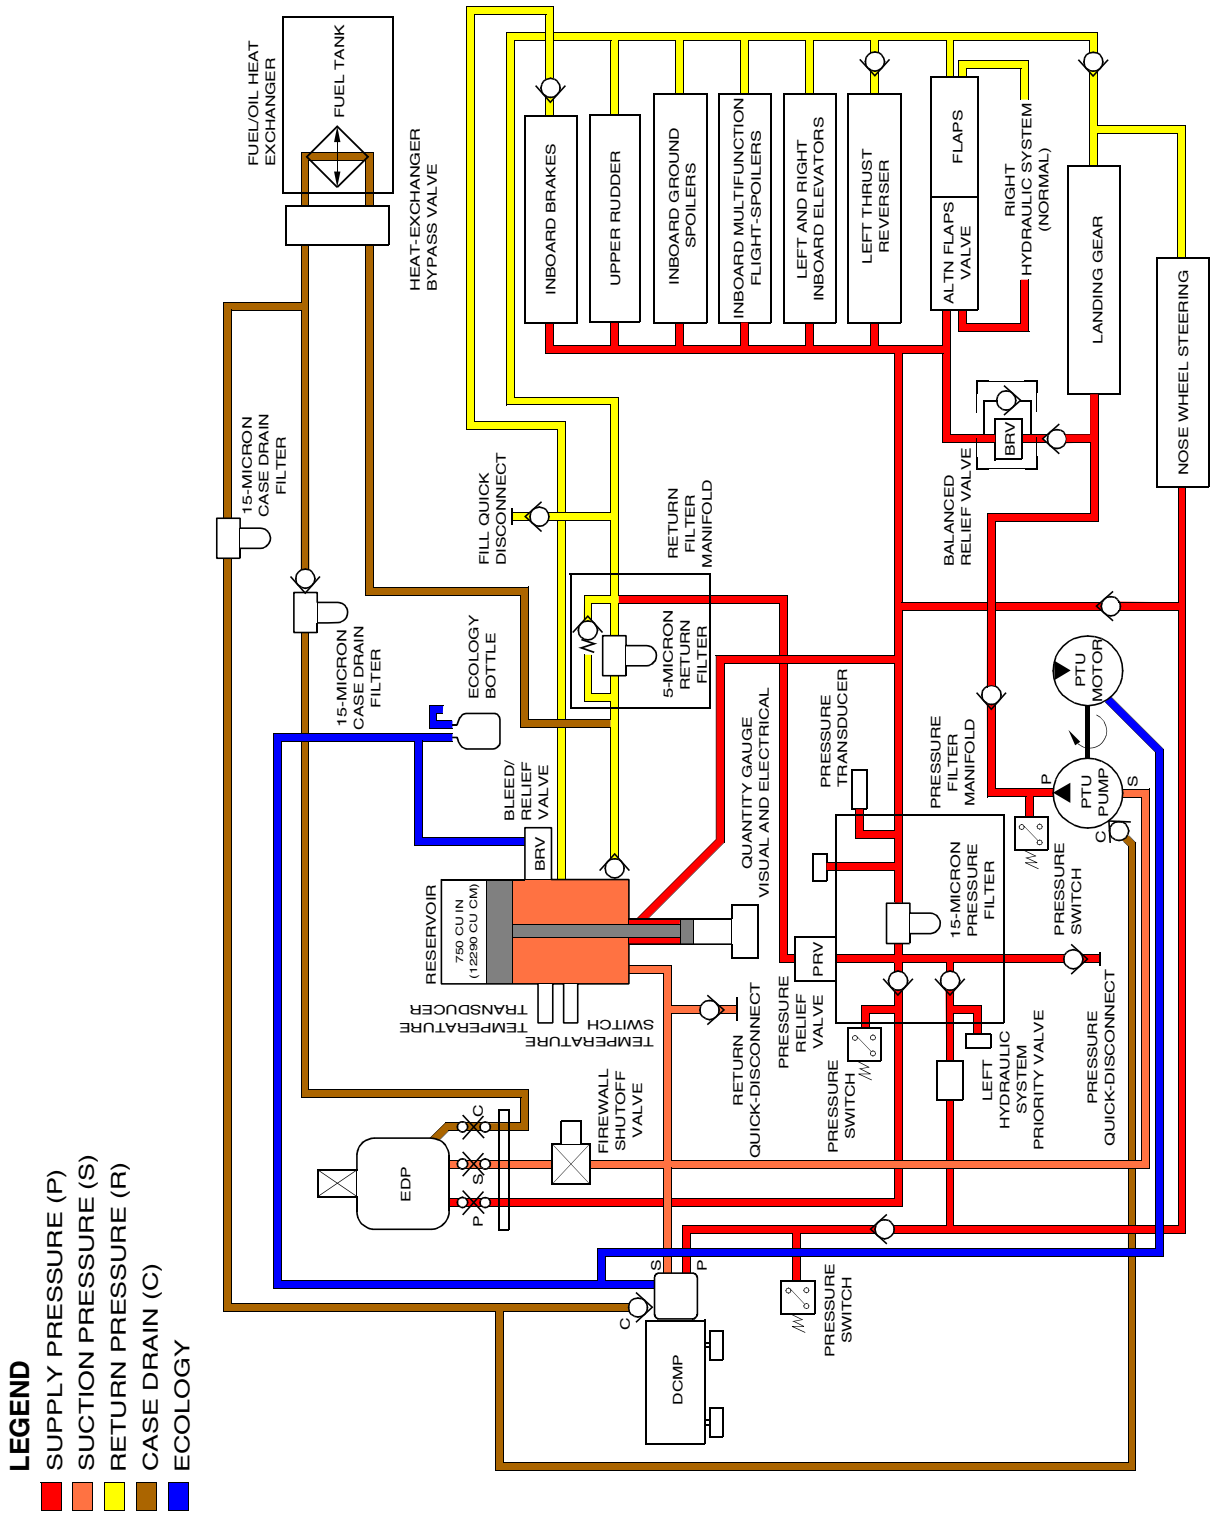 LEGEND
SUPPLY PRESSURE (P)
SUCTION PRESSURE (S)
RETURN PRESSURE (R)
CASE DRAIN (C)
ECOLOGY
FUEL/OIL HEAT
EXCHANGER
FUEL TANK
HEAT-EXCHANGER
BYPASS VALVE
15-MICRON
CASE DRAIN
FILTER
15-MICRON
CASE DRAIN
FILTER
ECOLOGY
BOTTLE
BLEED/
RELIEF
VALVE
BRV
RESERVOIR
750 CU IN
(12290 CU CM)
TEMPERATURE
TRANSDUCER
TEMPERATURE
SWITCH
QUANTITY GAUGE
VISUAL AND ELECTRICAL
FILL QUICK
DISCONNECT
RETURN
FILTER
MANIFOLD
5-MICRON
RETURN
FILTER
INBOARD BRAKES
UPPER RUDDER
INBOARD GROUND
SPOILERS
INBOARD MULTIFUNCTION
FLIGHT-SPOILERS
LEFT AND RIGHT
INBOARD ELEVATORS
LEFT THRUST
REVERSER
FLAPS
ALTN FLAPS
VALVE
RIGHT
HYDRAULIC SYSTEM
(NORMAL)
LANDING GEAR
NOSE WHEEL STEERING
BRV
BALANCED
RELIEF VALVE
PTU
MOTOR
PTU
PUMP
P
S
C
PRESSURE
SWITCH
PRESSURE
TRANSDUCER
PRESSURE
FILTER
MANIFOLD
15-MICRON
PRESSURE
FILTER
PRV
PRESSURE
RELIEF
VALVE
PRESSURE
SWITCH
LEFT
HYDRAULIC
SYSTEM
PRIORITY VALVE
PRESSURE
QUICK-DISCONNECT
RETURN
QUICK-DISCONNECT
FIREWALL
SHUTOFF
VALVE
EDP
C
S
P
DCMP
C
S
P
PRESSURE
SWITCH